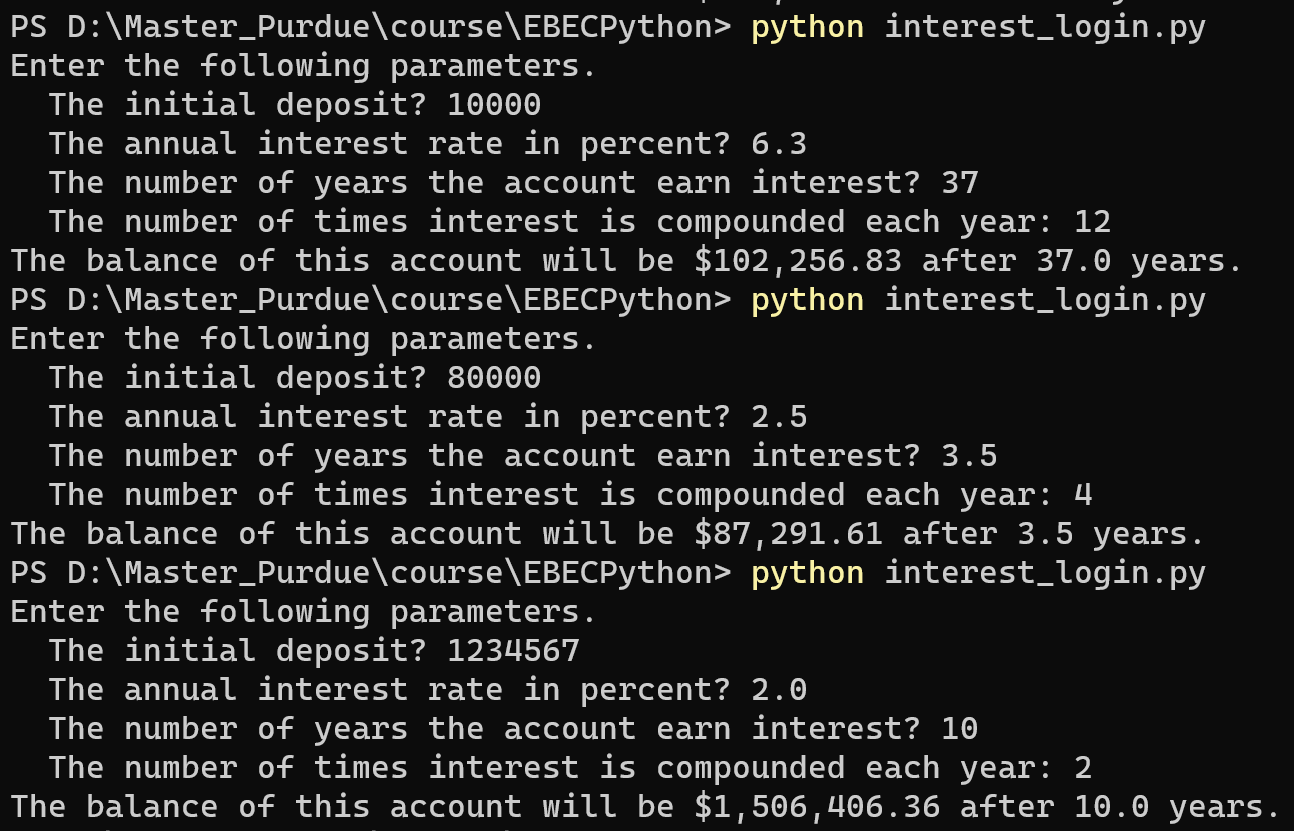 PS D:\Master_Purdue\course\EBECPython> python interest_login.py
Enter the following parameters.
  The initial deposit? 10000
  The annual interest rate in percent? 6.3
  The number of years the account earn interest? 37
  The number of times interest is compounded each year: 12
The balance of this account will be $102,256.83 after 37.0 years.
PS D:\Master_Purdue\course\EBECPython> python interest_login.py
Enter the following parameters.
  The initial deposit? 80000
  The annual interest rate in percent? 2.5
  The number of years the account earn interest? 3.5
  The number of times interest is compounded each year: 4
The balance of this account will be $87,291.61 after 3.5 years.
PS D:\Master_Purdue\course\EBECPython> python interest_login.py
Enter the following parameters.
  The initial deposit? 1234567
  The annual interest rate in percent? 2.0
  The number of years the account earn interest? 10
  The number of times interest is compounded each year: 2
The balance of this account will be $1,506,406.36 after 10.0 years.